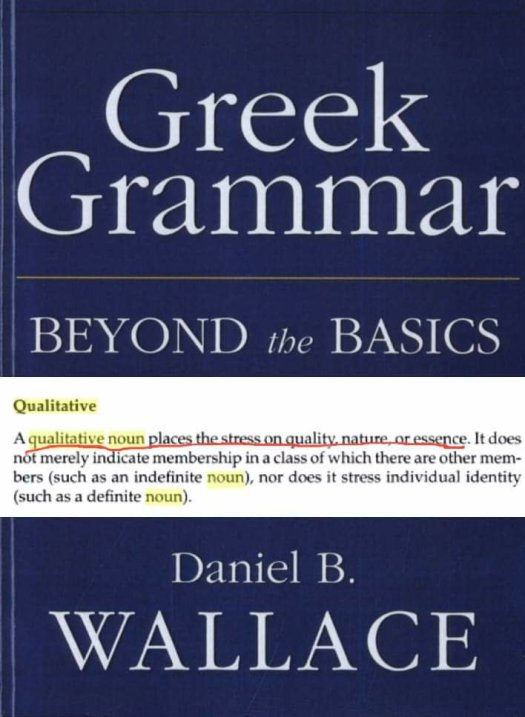 Greek
Grammar
BEYOND the BASICS
Qualitative
A qualitative noun places the stress on quality, nature, or essence. It does
not merely indicate membership in a class of which there are other mem-
bers (such as an indefinite noun), nor does it stress individual identity
(such as a definite noun).
Daniel B.
WALLACE